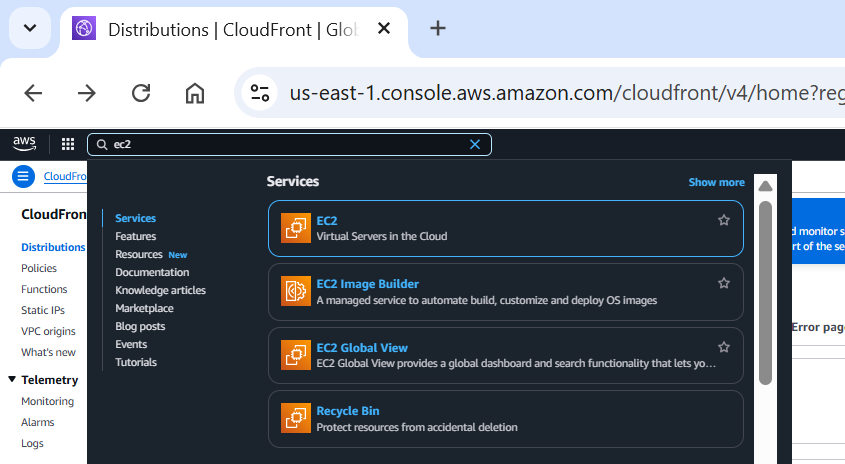 Distributions | CloudFront | Glo
us-east-1.console.aws.amazon.com/cloudfront/v4/home?reg
aws
ec2
CloudFro
CloudFron
Distributions
Policies
Functions
Static IPs
VPC origins
What's new
Telemetry
Monitoring
Alarms
Logs
Services
Features
Resources New
Documentation
Knowledge articles
Marketplace
Blog posts
Events
Tutorials
Services
Show more
EC2
Virtual Servers in the Cloud
EC2 Image Builder
A managed service to automate build, customize and deploy OS images
EC2 Global View
EC2 Global View provides a global dashboard and search functionality that lets yo…
Recycle Bin
Protect resources from accidental deletion
d monitor s
rt of the se
Error pag